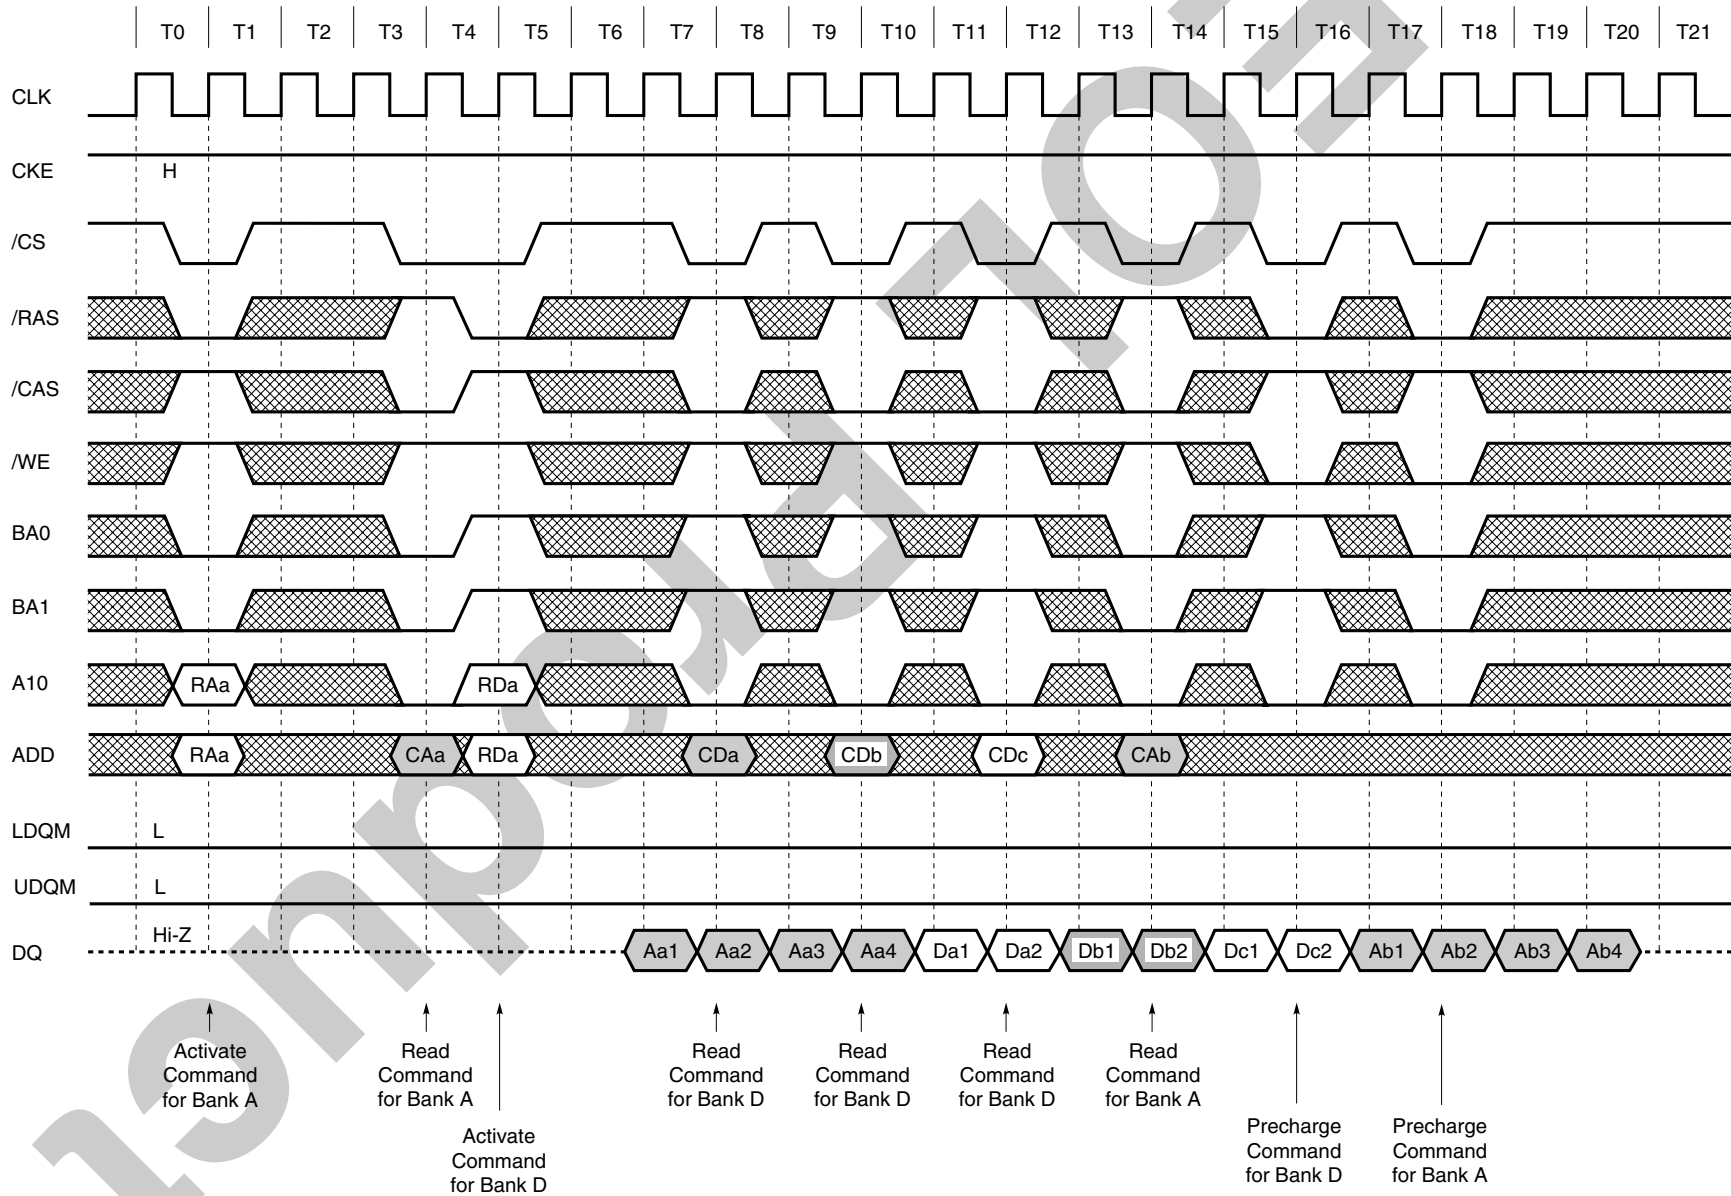 T0 T1 T2 T3 T4 T5 T6 T7 T8 T9 T10 T11 T12 T13 T14 T15 T16 T17 T18 T19 T20 T21
CLK
CKE H
/CS
/RAS
/CAS
/WE
BA0
BA1
A10 RAa RDa
ADD RAa CAa RDa CDa CDb CDc CAb
LDQM L
UDQM L
Hi-Z
DQ Aa1 Aa2 Aa3 Aa4 Da1 Da2 Db1 Db2 Dc1 Dc2 Ab1 Ab2 Ab3 Ab4
Activate
Command
for Bank A
Read
Command
for Bank A
Activate
Command
for Bank D
Read
Command
for Bank D
Read
Command
for Bank D
Read
Command
for Bank D
Read
Command
for Bank A
Precharge
Command
for Bank D
Precharge
Command
for Bank A
EOL Product